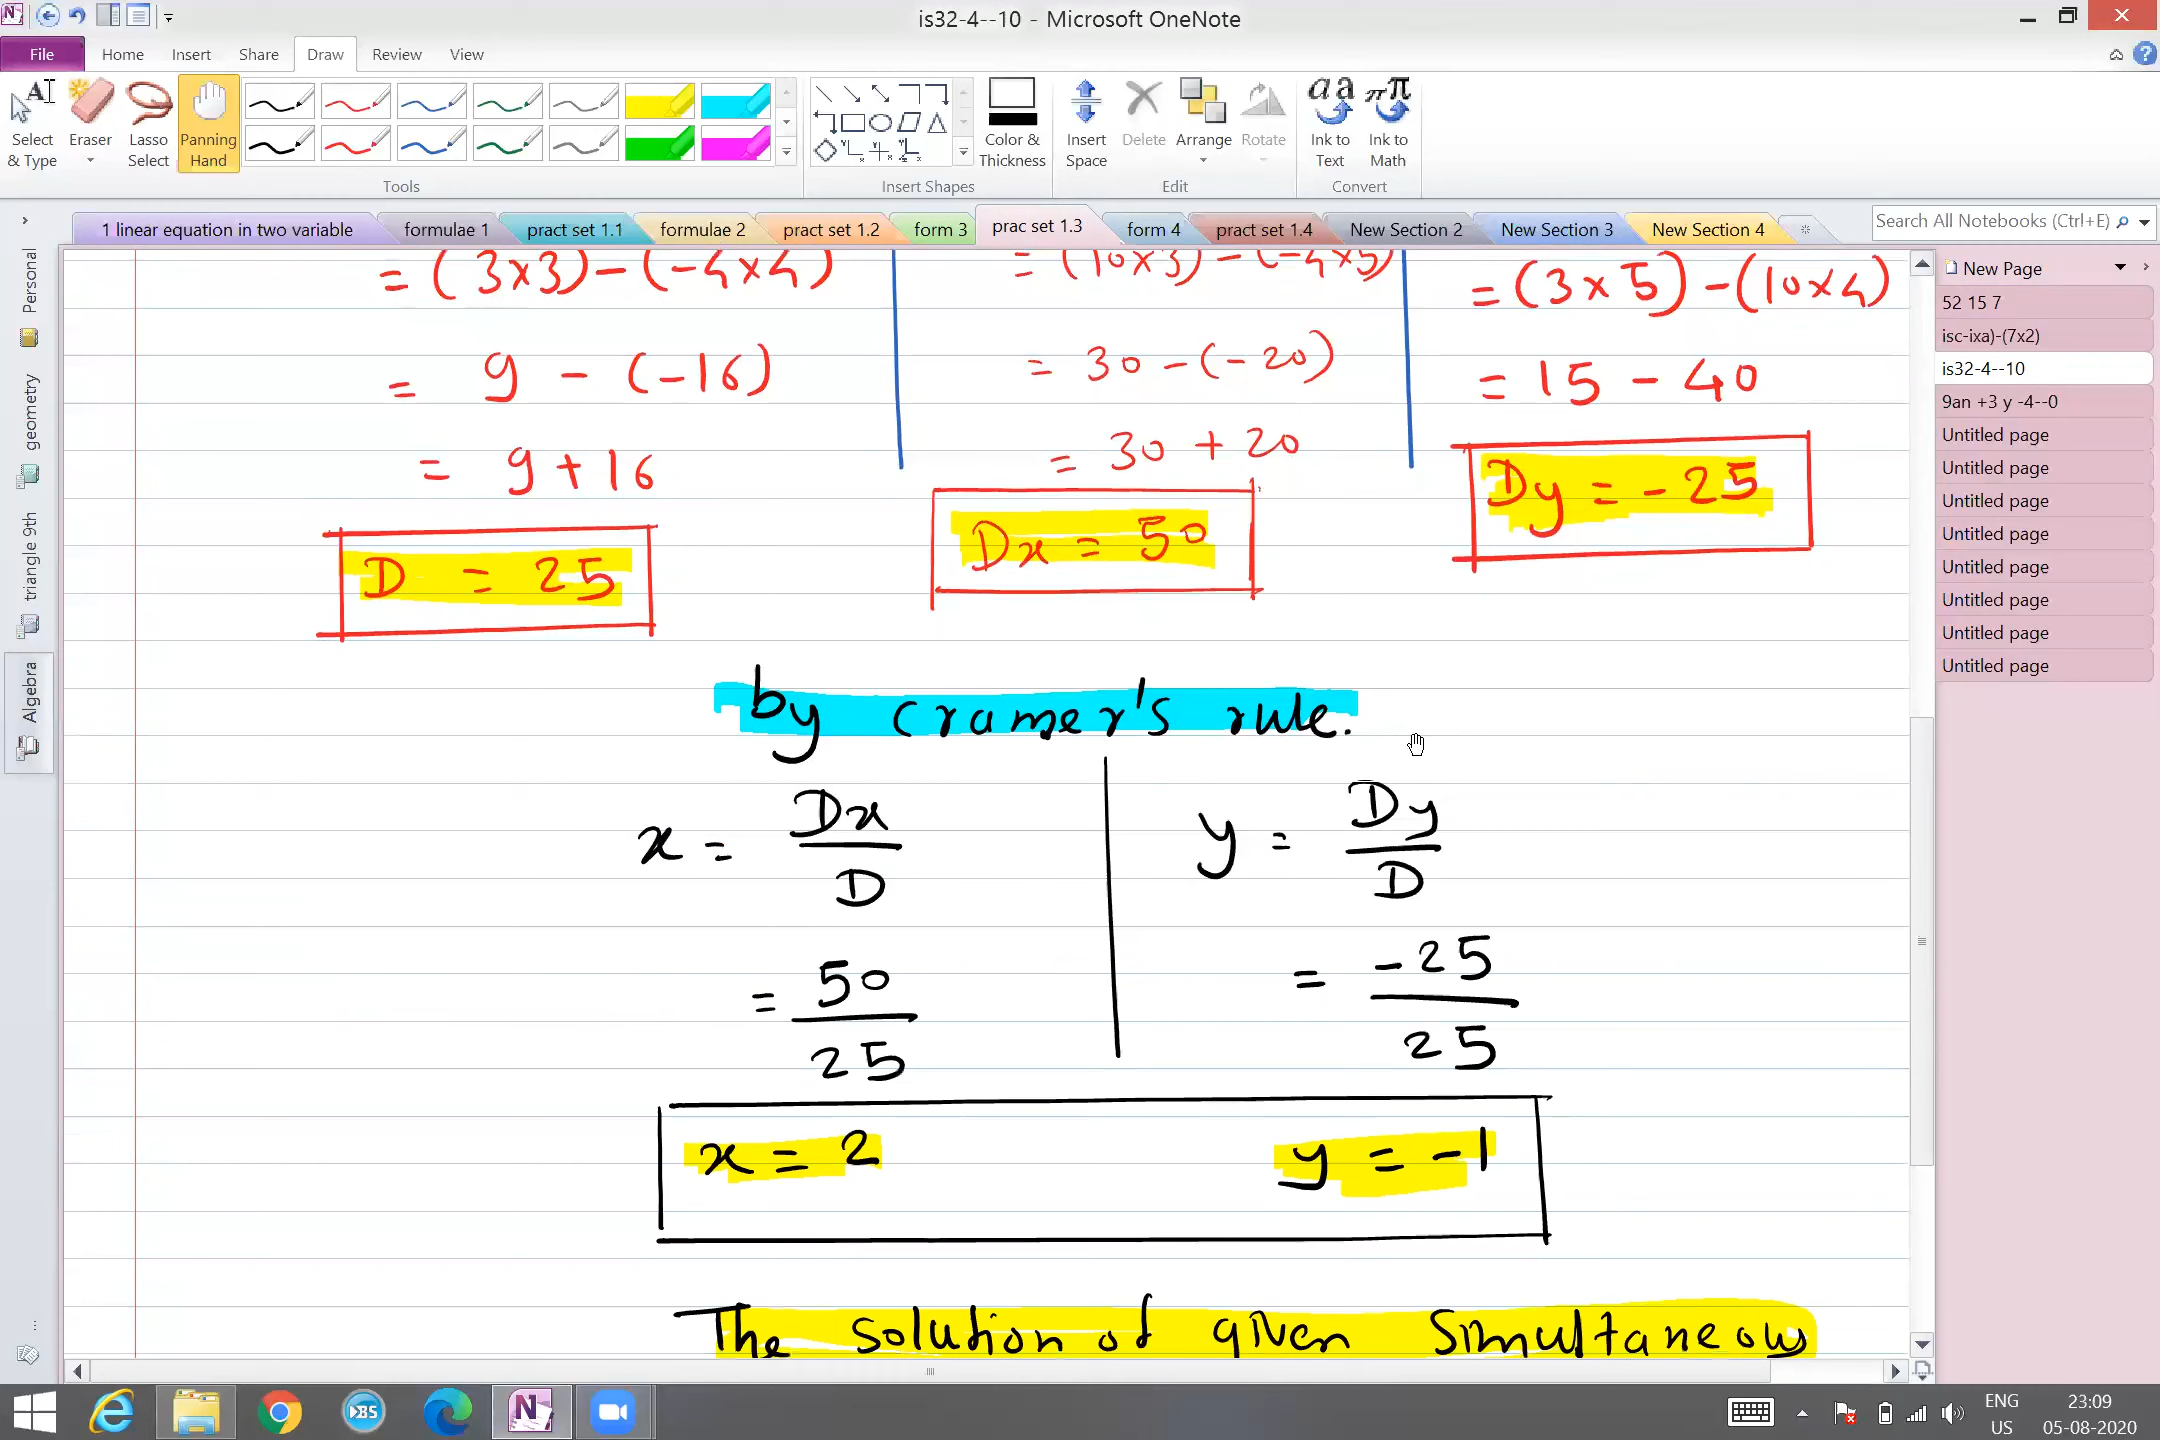 is32-4--10 - Microsoft OneNote
File Home Insert Share Draw Review View
Select & Type
Eraser
Lasso Select
Panning Hand
Color & Thickness
Insert Space
Delete
Arrange
Rotate
Ink to Text
Ink to Math
Tools
Insert Shapes
Edit
Convert
1 linear equation in two variable
formulae 1
pract set 1.1
formulae 2
pract set 1.2
form 3
prac set 1.3
form 4
pract set 1.4
New Section 2
New Section 3
New Section 4
Search All Notebooks (Ctrl+E)
Personal
geometry
triangle 9th
Algebra
= (3x3)-(-4x4)
= 9 - (-16)
= 9+16
D = 25
= (10x3)-(-4x5)
= 30-(-20)
= 30 + 20
Dx = 50
=(3x5)-(10x4)
= 15 - 40
Dy = -25
by cramer's rule.
x = Dx/D
= 50/25
y = Dy/D
= -25/25
x = 2 y = -1
The solution of given Simultaneous
New Page
52 15 7
isc-ixa)-(7x2)
is32-4--10
9an +3 y -4--0
Untitled page
Untitled page
Untitled page
Untitled page
Untitled page
Untitled page
Untitled page
Untitled page
ENG
US
23:09
05-08-2020